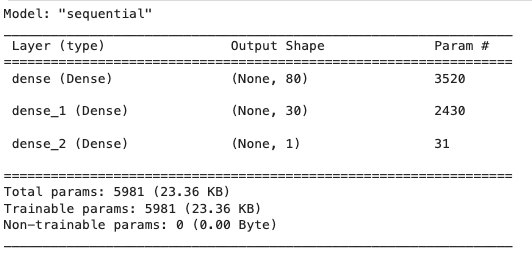 Model: "sequential"
_________________________________________________________________
Layer (type) Output Shape Param #
=================================================================
dense (Dense) (None, 80) 3520
dense_1 (Dense) (None, 30) 2430
dense_2 (Dense) (None, 1) 31
=================================================================
Total params: 5981 (23.36 KB)
Trainable params: 5981 (23.36 KB)
Non-trainable params: 0 (0.00 Byte)
_________________________________________________________________